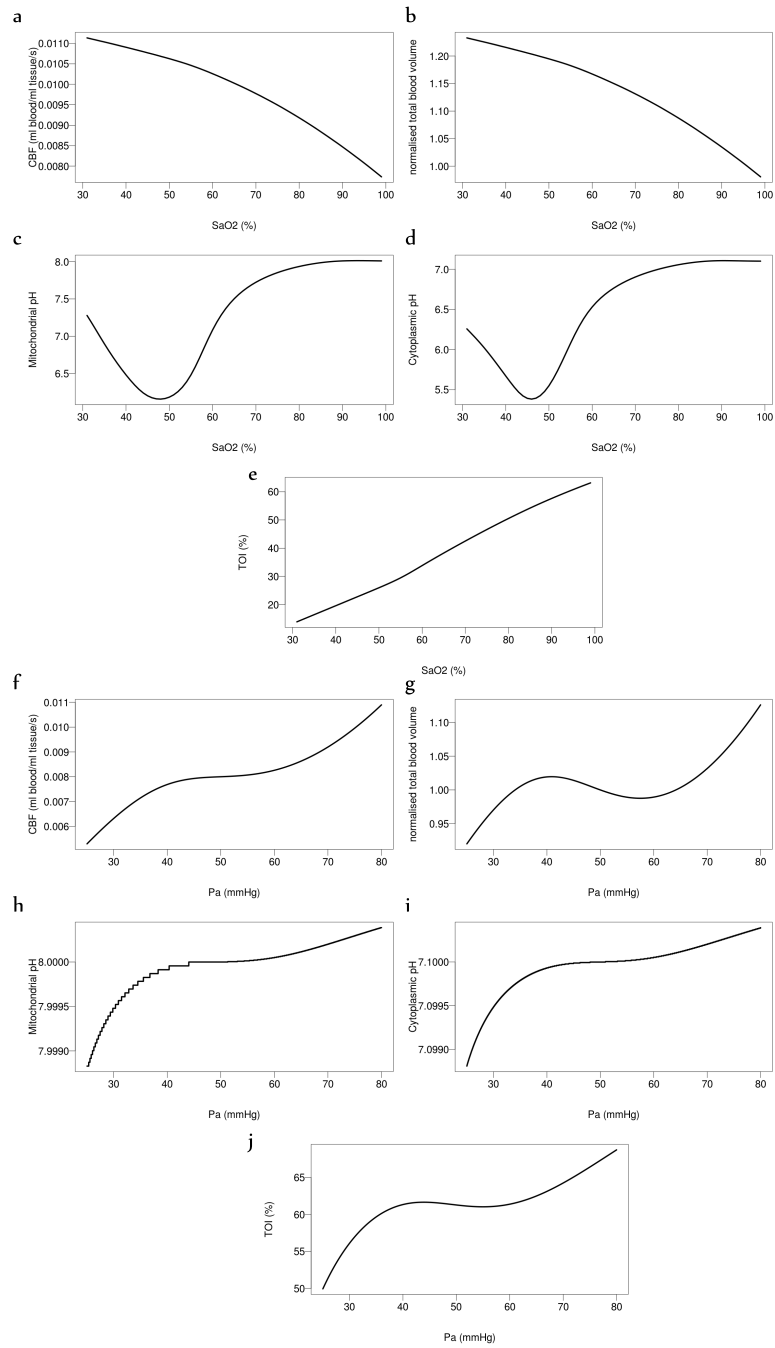 a
b
CBF (ml blood/ml tissue/s)
0.0110
0.0105
0.0100
0.0095
0.0090
0.0085
0.0080
30 40 50 60 70 80 90 100
SaO2 (%)
normalised total blood volume
1.20
1.15
1.10
1.05
1.00
30 40 50 60 70 80 90 100
SaO2 (%)
c
d
Mitochondrial pH
8.0
7.5
7.0
6.5
30 40 50 60 70 80 90 100
SaO2 (%)
Cytoplasmic pH
7.0
6.5
6.0
5.5
30 40 50 60 70 80 90 100
SaO2 (%)
e
TOI (%)
60
50
40
30
20
30 40 50 60 70 80 90 100
SaO2 (%)
f
g
CBF (ml blood/ml tissue/s)
0.011
0.010
0.009
0.008
0.007
0.006
30 40 50 60 70 80
Pa (mmHg)
normalised total blood volume
1.10
1.05
1.00
0.95
30 40 50 60 70 80
Pa (mmHg)
h
i
Mitochondrial pH
8.0000
7.9995
7.9990
30 40 50 60 70 80
Pa (mmHg)
Cytoplasmic pH
7.1000
7.0995
7.0990
30 40 50 60 70 80
Pa (mmHg)
j
TOI (%)
65
60
55
50
30 40 50 60 70 80
Pa (mmHg)